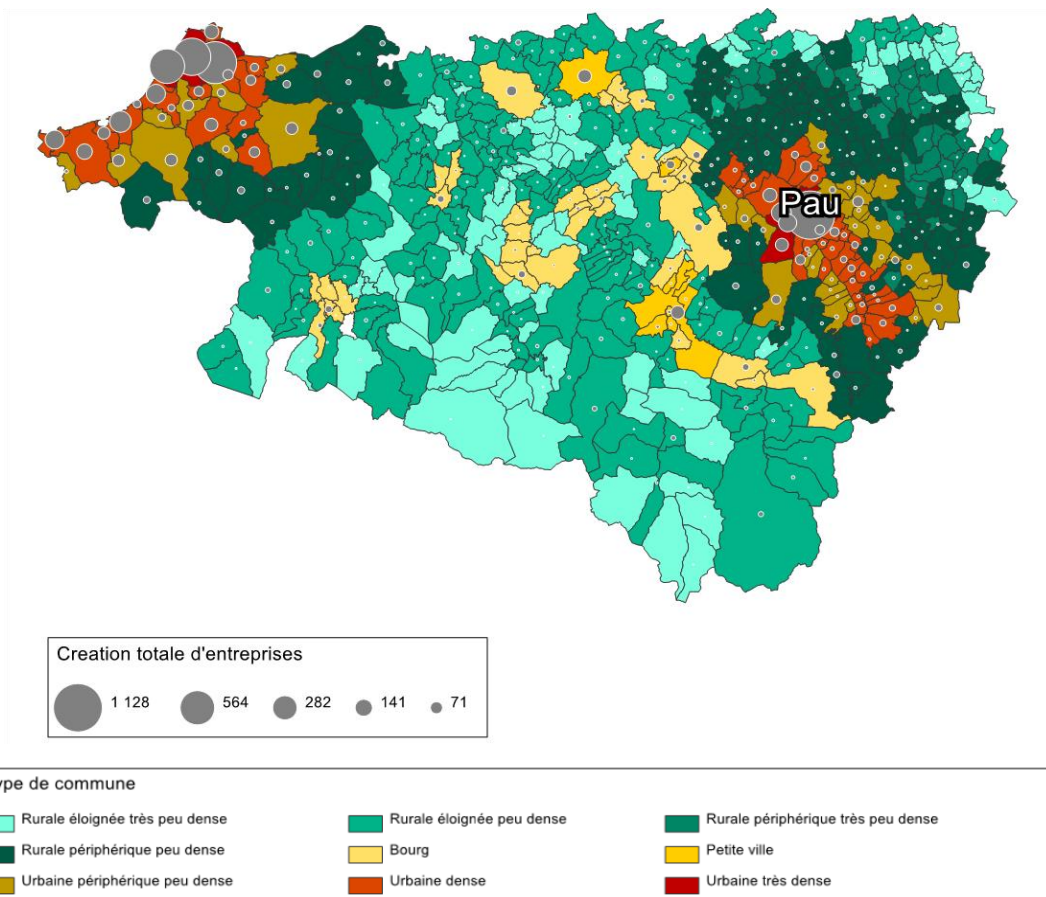 Pau
Creation totale d'entreprises
1 128
564
282
141
71
ype de commune
Rurale éloignée très peu dense
Rurale éloignée peu dense
Rurale périphérique très peu dense
Rurale périphérique peu dense
Bourg
Petite ville
Urbaine périphérique peu dense
Urbaine dense
Urbaine très dense